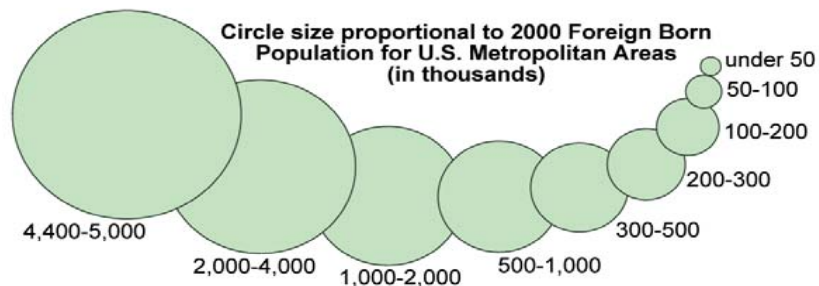 Circle size proportional to 2000 Foreign Born
Population for U.S. Metropolitan Areas
(in thousands)
under 50
50-100
100-200
200-300
300-500
500-1,000
1,000-2,000
2,000-4,000
4,400-5,000